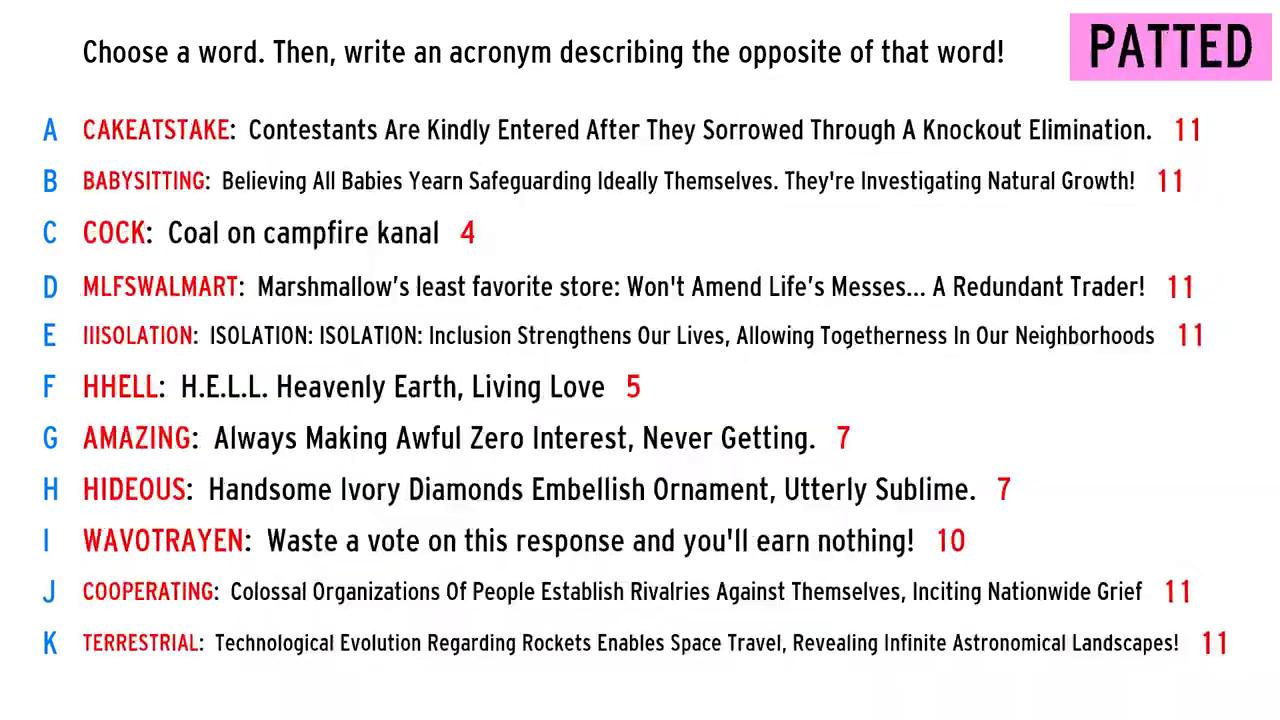 Choose a word. Then, write an acronym describing the opposite of that word!
PATTED
A CAKEATSTAKE: Contestants Are Kindly Entered After They Sorrowed Through A Knockout Elimination. 11
B BABYSITTING: Believing All Babies Yearn Safeguarding Ideally Themselves. They're Investigating Natural Growth! 11
C COCK: Coal on campfire kanal 4
D MLFSWALMART: Marshmallow’s least favorite store: Won't Amend Life’s Messes... A Redundant Trader! 11
E IIISOLATION: ISOLATION: ISOLATION: Inclusion Strengthens Our Lives, Allowing Togetherness In Our Neighborhoods 11
F HHELL: H.E.L.L. Heavenly Earth, Living Love 5
G AMAZING: Always Making Awful Zero Interest, Never Getting. 7
H HIDEOUS: Handsome Ivory Diamonds Embellish Ornament, Utterly Sublime. 7
I WAVOTRAYEN: Waste a vote on this response and you'll earn nothing! 10
J COOPERATING: Colossal Organizations Of People Establish Rivalries Against Themselves, Inciting Nationwide Grief 11
K TERRESTRIAL: Technological Evolution Regarding Rockets Enables Space Travel, Revealing Infinite Astronomical Landscapes! 11